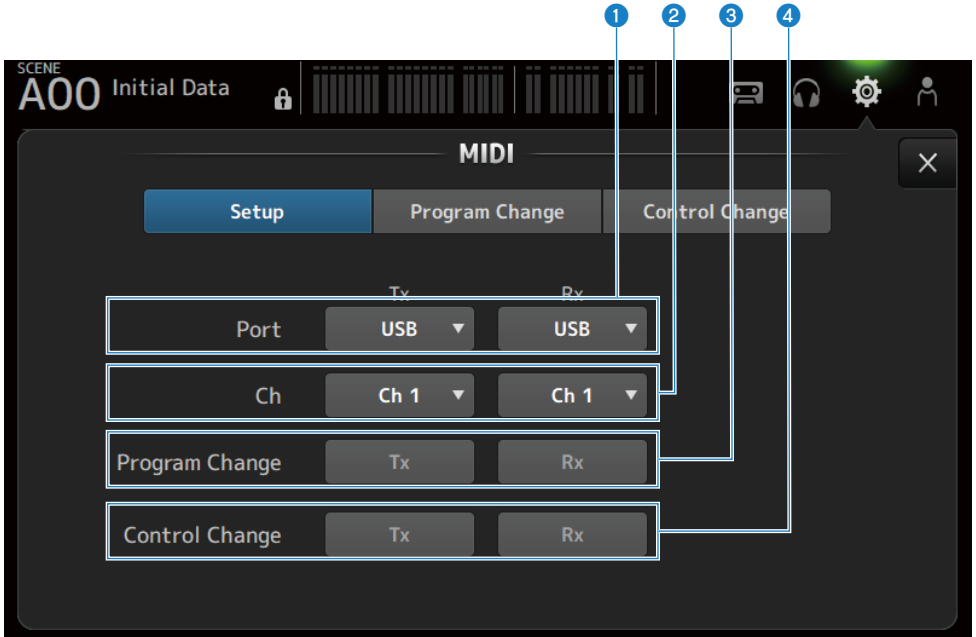 1 2 3 4
SCENE
A00 Initial Data
MIDI
Setup Program Change Control Change
Tx Rx
Port USB USB
Ch Ch 1 Ch 1
Program Change Tx Rx
Control Change Tx Rx